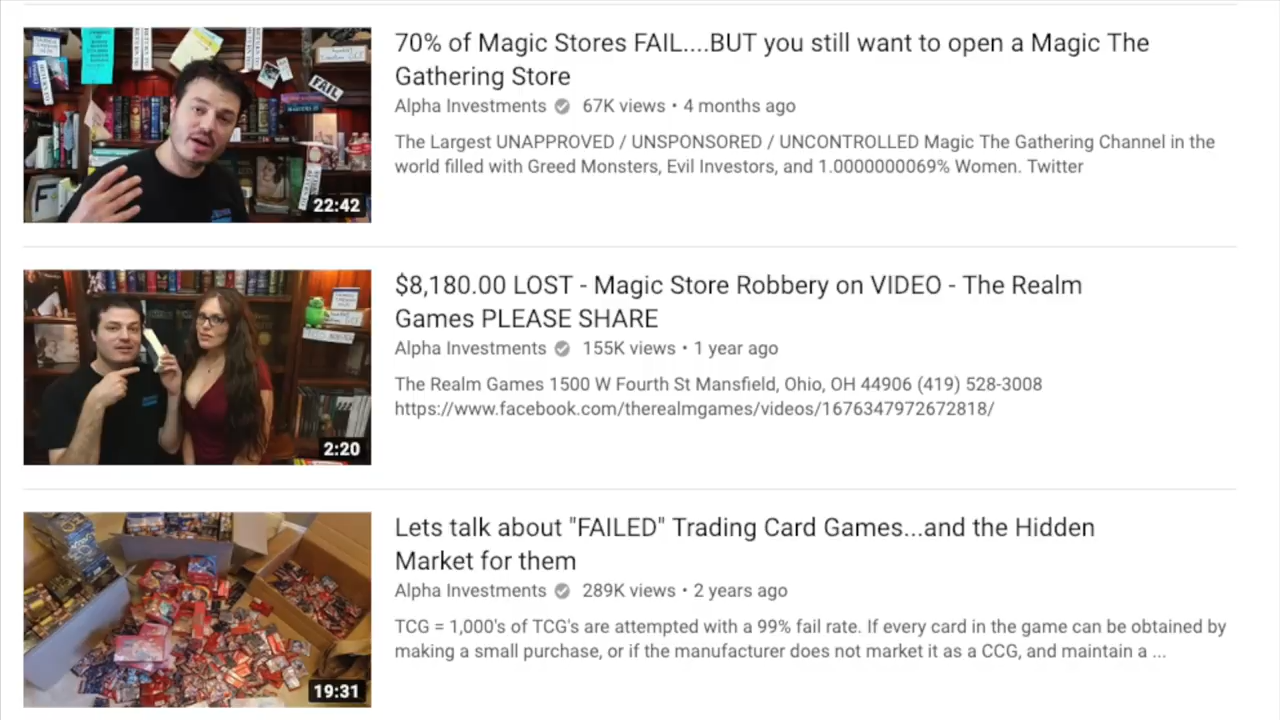 70% of Magic Stores FAIL....BUT you still want to open a Magic The
Gathering Store
Alpha Investments 67K views • 4 months ago
The Largest UNAPPROVED / UNSPONSORED / UNCONTROLLED Magic The Gathering Channel in the
world filled with Greed Monsters, Evil Investors, and 1.0000000069% Women. Twitter
FAIL
22:42
$8,180.00 LOST - Magic Store Robbery on VIDEO - The Realm
Games PLEASE SHARE
Alpha Investments 155K views • 1 year ago
The Realm Games 1500 W Fourth St Mansfield, Ohio, OH 44906 (419) 528-3008
https://www.facebook.com/therealmgames/videos/1676347972672818/
2:20
Lets talk about "FAILED" Trading Card Games...and the Hidden
Market for them
Alpha Investments 289K views • 2 years ago
TCG = 1,000's of TCG's are attempted with a 99% fail rate. If every card in the game can be obtained by
making a small purchase, or if the manufacturer does not market it as a CCG, and maintain a ...
19:31